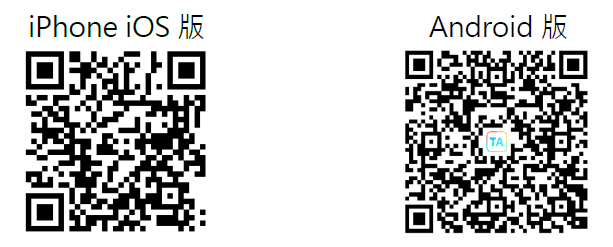 iPhone iOS 版
Android 版
TA